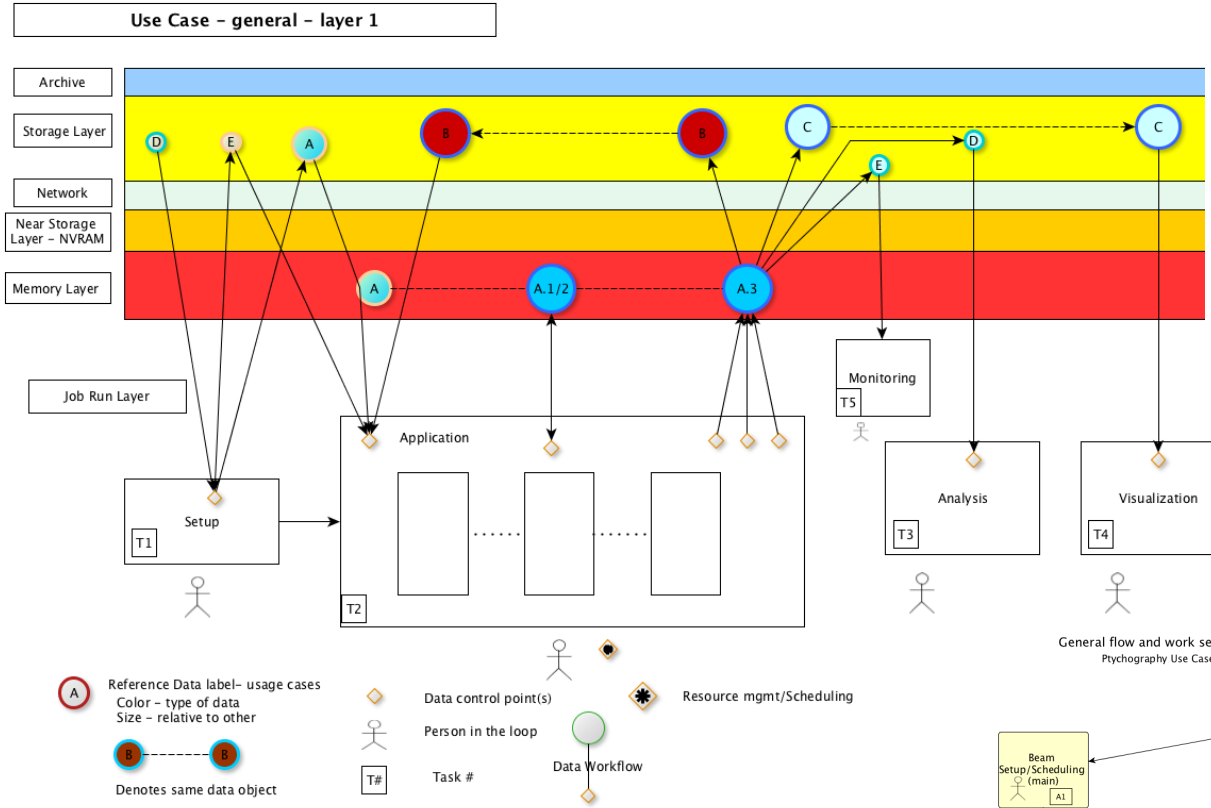 Use Case – general – layer 1
Archive
Storage Layer
D
E
A
B
B
C
D
E
C
Network
Near Storage
Layer – NVRAM
Memory Layer
A
A.1/2
A.3
Job Run Layer
Monitoring
T5
Application
Setup
T1
T2
Analysis
T3
Visualization
T4
General flow and work se
Ptychography Use Case
A
Reference Data label– usage cases
Color – type of data
Size – relative to other
B
B
Denotes same data object
Data control point(s)
Person in the loop
T#
Task #
Resource mgmt/Scheduling
Data Workflow
Beam
Setup/Scheduling
(main)
A1